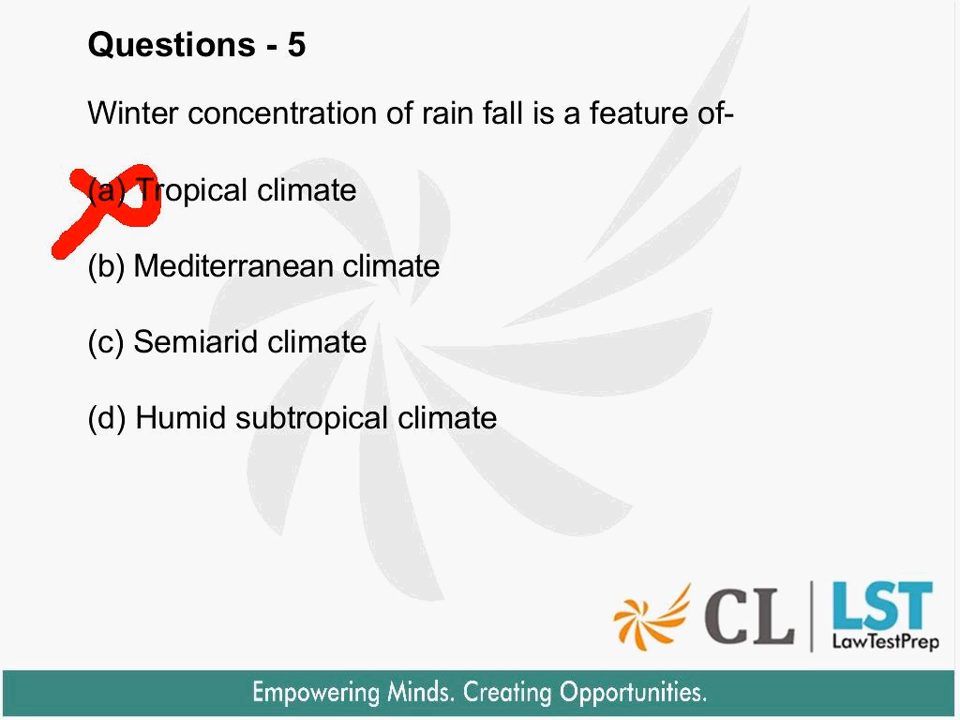 Questions - 5
Winter concentration of rain fall is a feature of-
(a) Tropical climate
(b) Mediterranean climate
(c) Semiarid climate
(d) Humid subtropical climate
CL LST
LawTestPrep
Empowering Minds. Creating Opportunities.